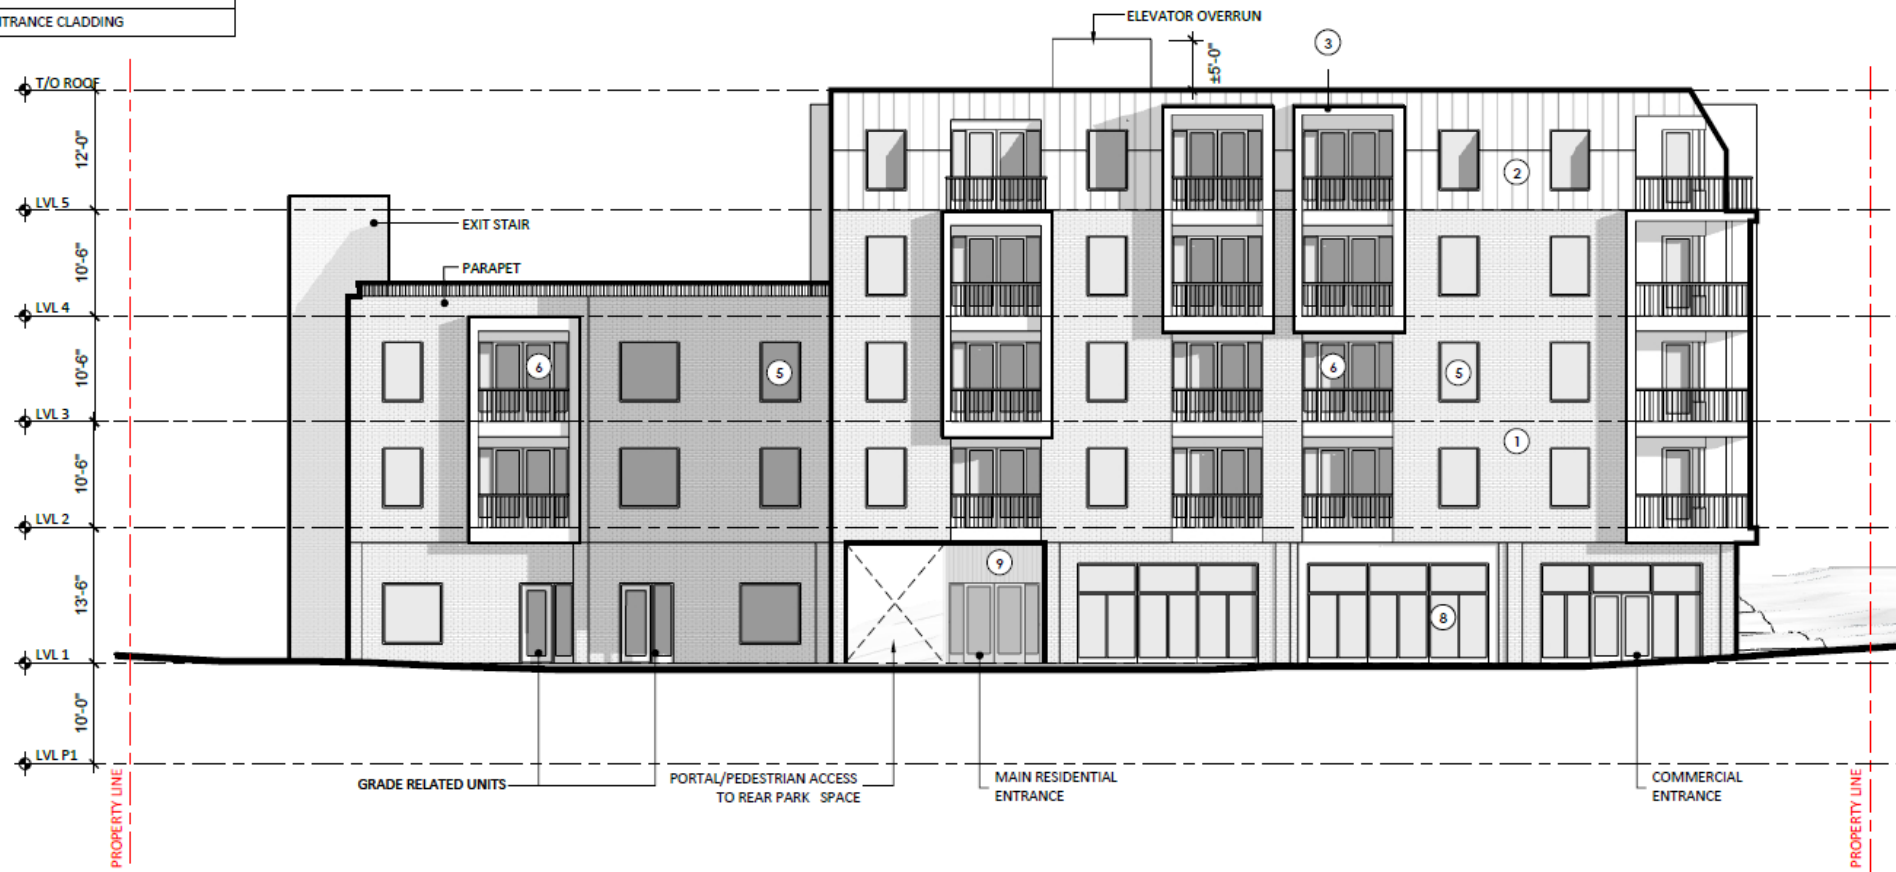 NTRANCE CLADDING
ELEVATOR OVERRUN
±5'-0"
3
T/O ROOF
12'-0"
2
LVL 5
EXIT STAIR
10'-6"
PARAPET
LVL 4
10'-6"
6
5
6
5
LVL 3
1
10'-6"
LVL 2
9
13'-6"
8
LVL 1
10'-0"
LVL P1
PROPERTY LINE
GRADE RELATED UNITS
PORTAL/PEDESTRIAN ACCESS
TO REAR PARK SPACE
MAIN RESIDENTIAL
ENTRANCE
COMMERCIAL
ENTRANCE
PROPERTY LINE